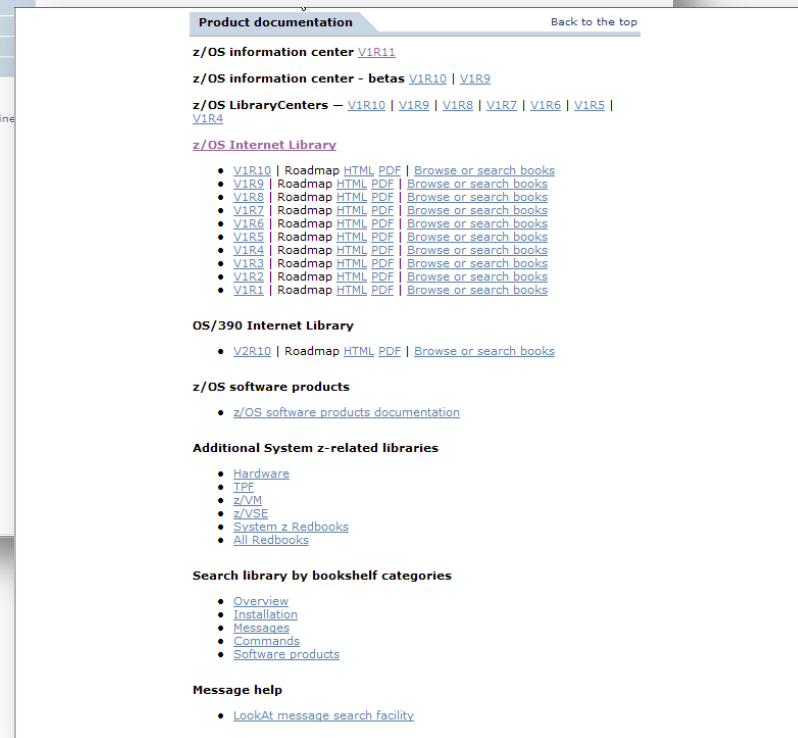 Product documentation Back to the top
z/OS information center V1R11
z/OS information center - betas V1R10 | V1R9
z/OS LibraryCenters — V1R10 | V1R9 | V1R8 | V1R7 | V1R6 | V1R5 |
V1R4
ine
z/OS Internet Library
• V1R10 | Roadmap HTML PDF | Browse or search books
• V1R9 | Roadmap HTML PDF | Browse or search books
• V1R8 | Roadmap HTML PDF | Browse or search books
• V1R7 | Roadmap HTML PDF | Browse or search books
• V1R6 | Roadmap HTML PDF | Browse or search books
• V1R5 | Roadmap HTML PDF | Browse or search books
• V1R4 | Roadmap HTML PDF | Browse or search books
• V1R3 | Roadmap HTML PDF | Browse or search books
• V1R2 | Roadmap HTML PDF | Browse or search books
• V1R1 | Roadmap HTML PDF | Browse or search books
OS/390 Internet Library
• V2R10 | Roadmap HTML PDF | Browse or search books
z/OS software products
• z/OS software products documentation
Additional System z-related libraries
• Hardware
• TPF
• z/VM
• z/VSE
• System z Redbooks
• All Redbooks
Search library by bookshelf categories
• Overview
• Installation
• Messages
• Commands
• Software products
Message help
• LookAt message search facility